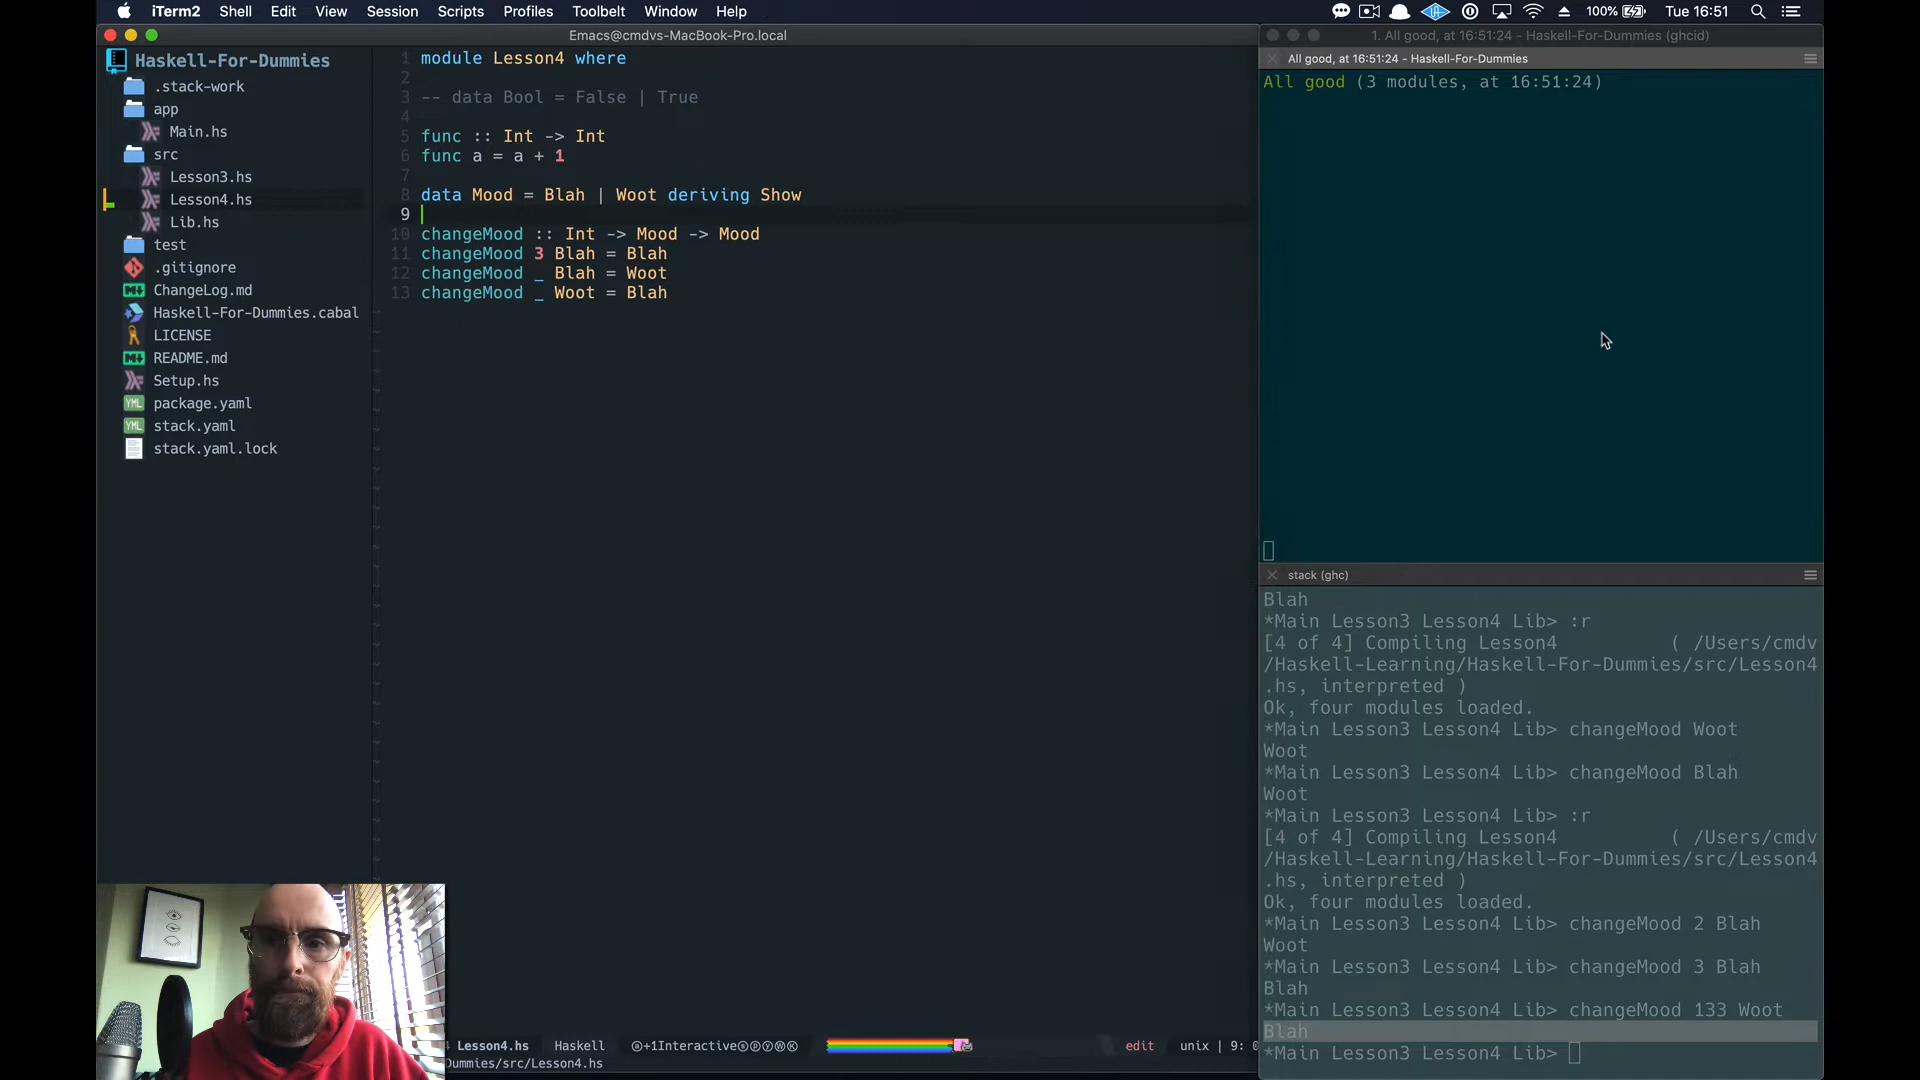 iTerm2 Shell Edit View Session Scripts Profiles Toolbelt Window Help
100% Tue 16:51
Emacs@cmdvs-MacBook-Pro.local
Haskell-For-Dummies
.stack-work
app
Main.hs
src
Lesson3.hs
Lesson4.hs
Lib.hs
test
.gitignore
ChangeLog.md
Haskell-For-Dummies.cabal
LICENSE
README.md
Setup.hs
package.yaml
stack.yaml
stack.yaml.lock
1 module Lesson4 where
2
3 -- data Bool = False | True
4
5 func :: Int -> Int
6 func a = a + 1
7
8 data Mood = Blah | Woot deriving Show
9
10 changeMood :: Int -> Mood -> Mood
11 changeMood 3 Blah = Blah
12 changeMood _ Blah = Woot
13 changeMood _ Woot = Blah
Lesson4.hs Haskell ⓐ+1Interactiveⓢⓟⓨⓦⓚ edit unix | 9: 0
Dummies/src/Lesson4.hs
1. All good, at 16:51:24 - Haskell-For-Dummies (ghcid)
All good, at 16:51:24 - Haskell-For-Dummies
All good (3 modules, at 16:51:24)
stack (ghc)
Blah
*Main Lesson3 Lesson4 Lib> :r
[4 of 4] Compiling Lesson4 ( /Users/cmdv
/Haskell-Learning/Haskell-For-Dummies/src/Lesson4
.hs, interpreted )
Ok, four modules loaded.
*Main Lesson3 Lesson4 Lib> changeMood Woot
Woot
*Main Lesson3 Lesson4 Lib> changeMood Blah
Woot
*Main Lesson3 Lesson4 Lib> :r
[4 of 4] Compiling Lesson4 ( /Users/cmdv
/Haskell-Learning/Haskell-For-Dummies/src/Lesson4
.hs, interpreted )
Ok, four modules loaded.
*Main Lesson3 Lesson4 Lib> changeMood 2 Blah
Woot
*Main Lesson3 Lesson4 Lib> changeMood 3 Blah
Blah
*Main Lesson3 Lesson4 Lib> changeMood 133 Woot
Blah
*Main Lesson3 Lesson4 Lib>